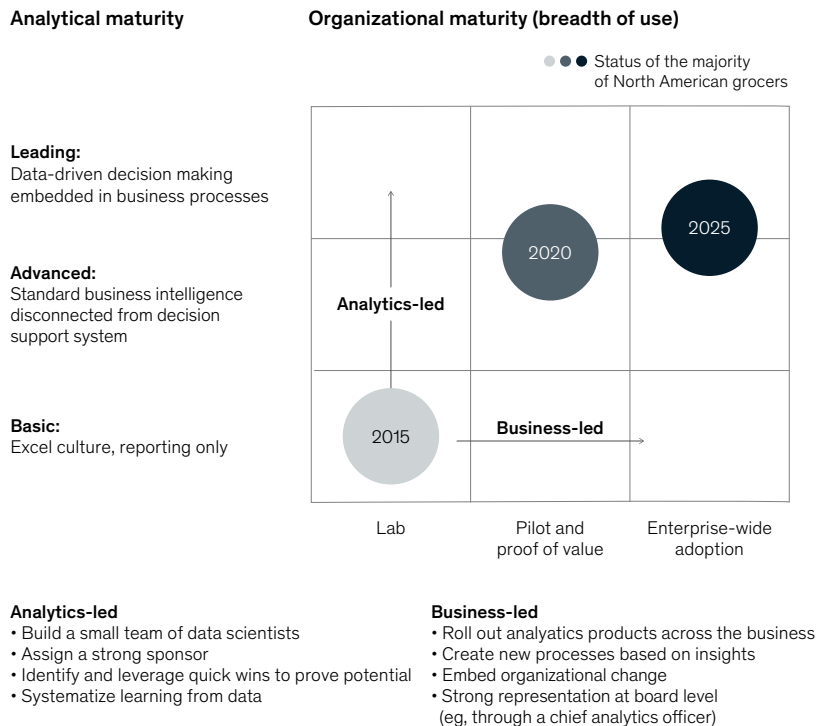 Analytical maturity
Organizational maturity (breadth of use)
Status of the majority
of North American grocers
Leading:
Data-driven decision making
embedded in business processes
2025
2020
Advanced:
Standard business intelligence
disconnected from decision
support system
Analytics-led
Basic:
Excel culture, reporting only
2015
Business-led
Lab
Pilot and
proof of value
Enterprise-wide
adoption
Analytics-led
• Build a small team of data scientists
• Assign a strong sponsor
• Identify and leverage quick wins to prove potential
• Systematize learning from data
Business-led
• Roll out analyatics products across the business
• Create new processes based on insights
• Embed organizational change
• Strong representation at board level
(eg, through a chief analytics officer)